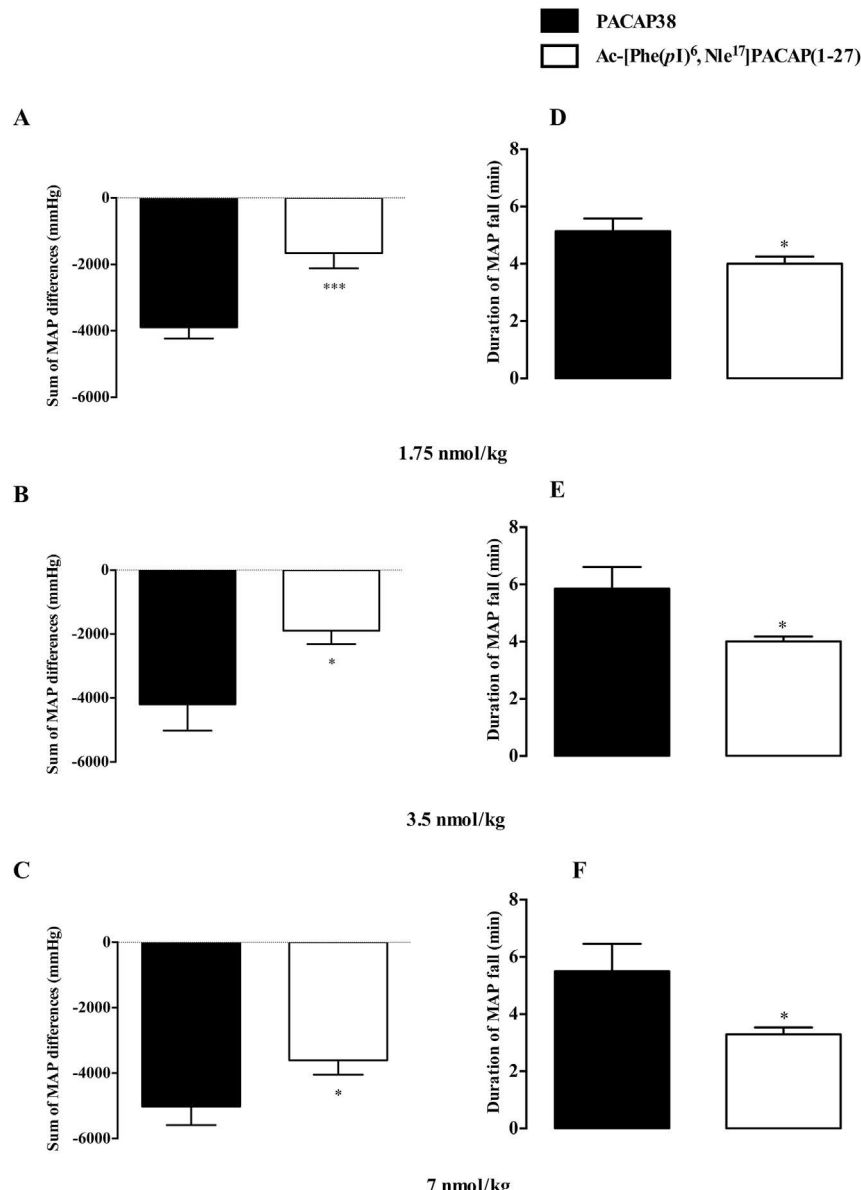 PACAP38
Ac-[Phe(pI)⁶, Nle¹⁷]PACAP(1-27)
A
D
Sum of MAP differences (mmHg)
0
-2000
-4000
-6000
***
Duration of MAP fall (min)
8
6
4
2
0
*
1.75 nmol/kg
B
E
Sum of MAP differences (mmHg)
0
-2000
-4000
-6000
*
Duration of MAP fall (min)
8
6
4
2
0
*
3.5 nmol/kg
C
F
Sum of MAP differences (mmHg)
0
-2000
-4000
-6000
*
Duration of MAP fall (min)
8
6
4
2
0
*
7 nmol/kg